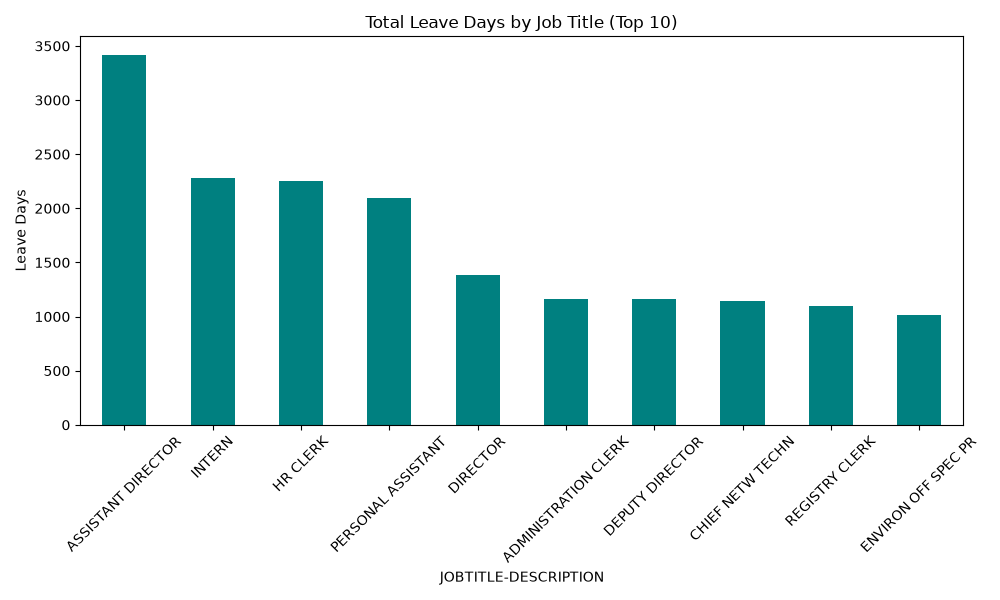 Total Leave Days by Job Title (Top 10)
3500
3000
2500
2000
1500
1000
500
0
Leave Days
ASSISTANT DIRECTOR
INTERN
HR CLERK
PERSONAL ASSISTANT
DIRECTOR
ADMINISTRATION CLERK
DEPUTY DIRECTOR
CHIEF NETW TECHN
REGISTRY CLERK
ENVIRON OFF SPEC PR
JOBTITLE-DESCRIPTION